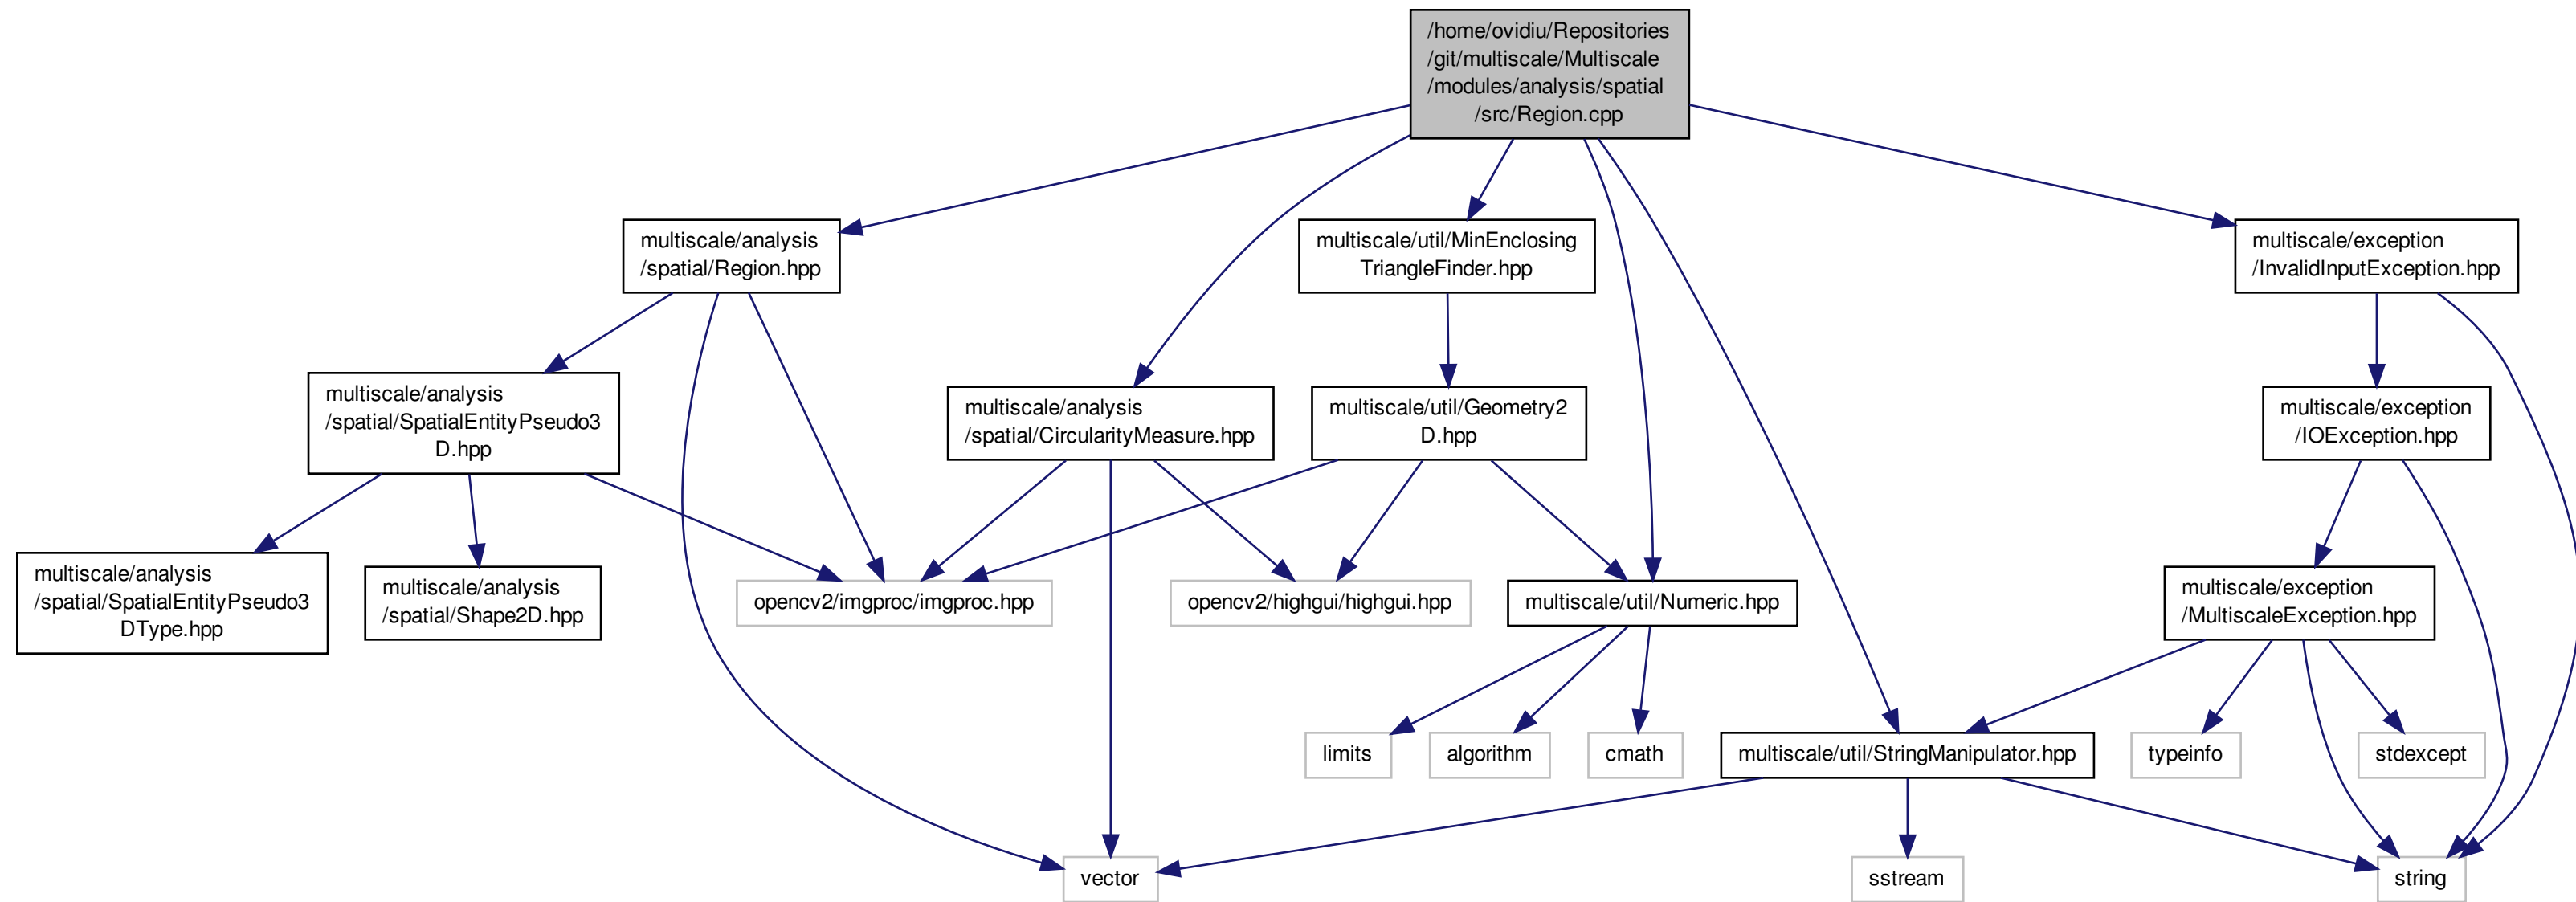 /home/ovidiu/Repositories
/git/multiscale/Multiscale
/modules/analysis/spatial
/src/Region.cpp
multiscale/analysis
/spatial/Region.hpp
multiscale/util/MinEnclosing
TriangleFinder.hpp
multiscale/exception
/InvalidInputException.hpp
multiscale/analysis
/spatial/SpatialEntityPseudo3
D.hpp
multiscale/analysis
/spatial/CircularityMeasure.hpp
multiscale/util/Geometry2
D.hpp
multiscale/exception
/IOException.hpp
multiscale/analysis
/spatial/SpatialEntityPseudo3
DType.hpp
multiscale/analysis
/spatial/Shape2D.hpp
opencv2/imgproc/imgproc.hpp
opencv2/highgui/highgui.hpp
multiscale/util/Numeric.hpp
multiscale/exception
/MultiscaleException.hpp
limits
algorithm
cmath
multiscale/util/StringManipulator.hpp
typeinfo
stdexcept
vector
sstream
string